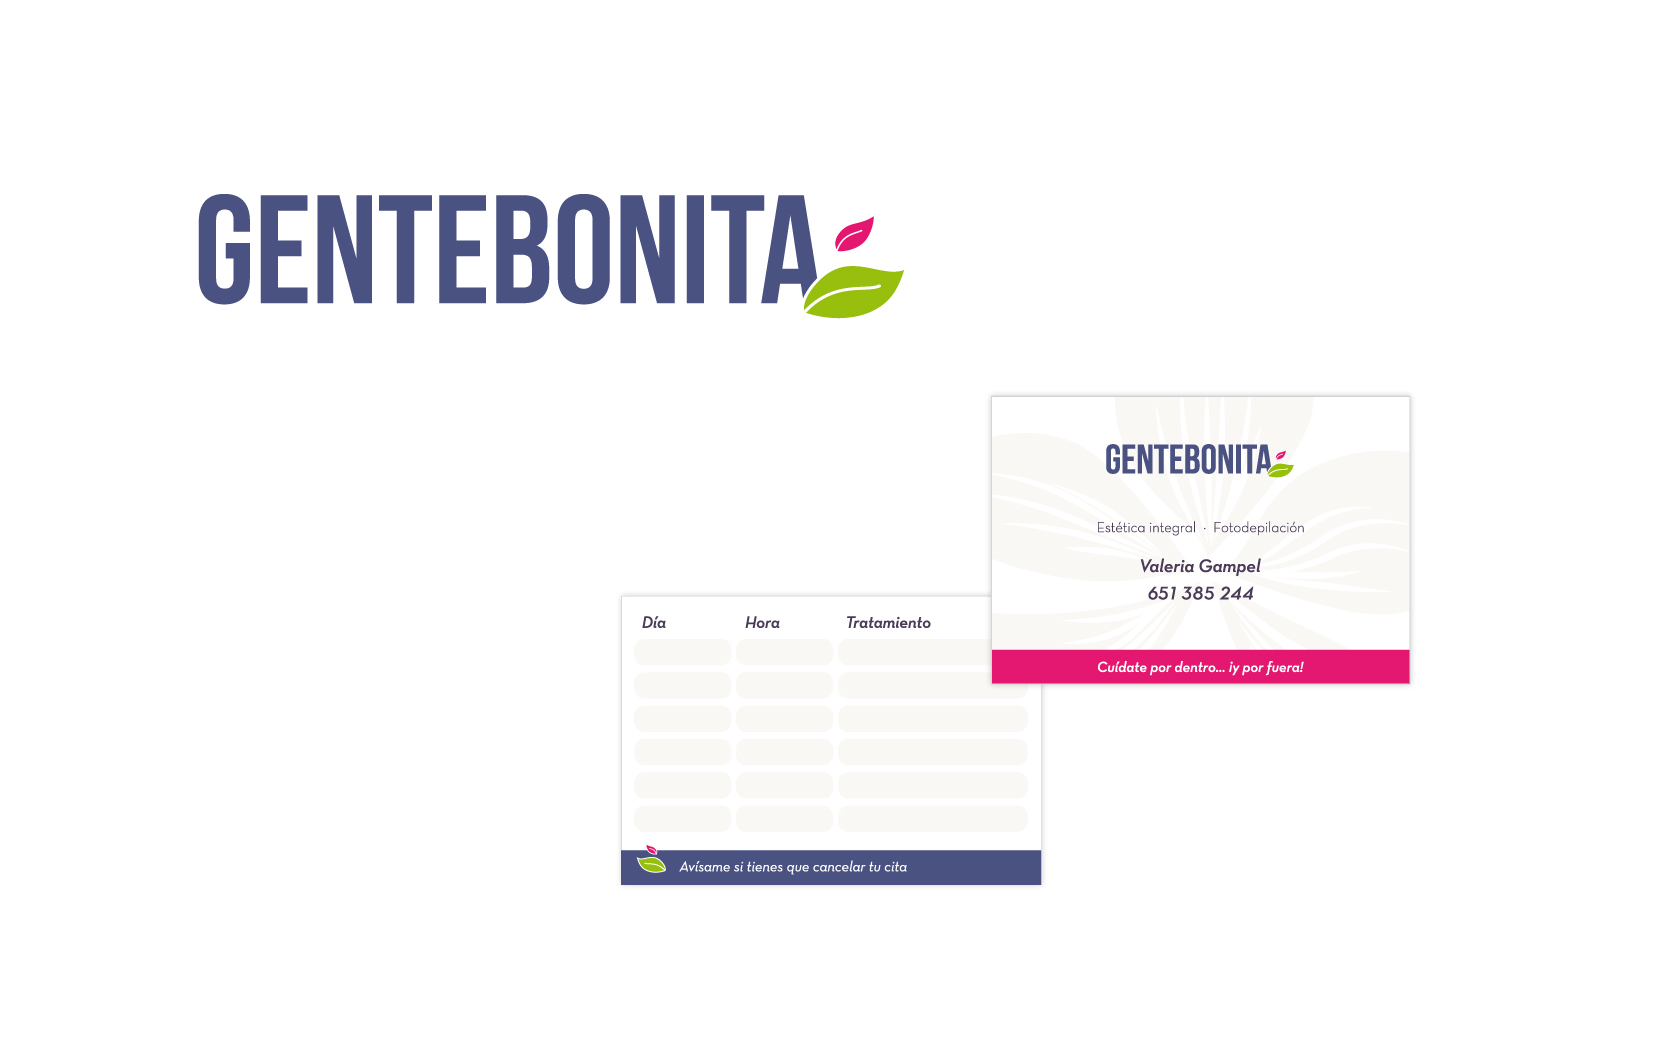 GENTEBONITA
GENTEBONITA
Estética integral · Fotodepilación
Valeria Gampel
651 385 244
Cuídate por dentro... ¡y por fuera!
Día Hora Tratamiento
Avísame si tienes que cancelar tu cita